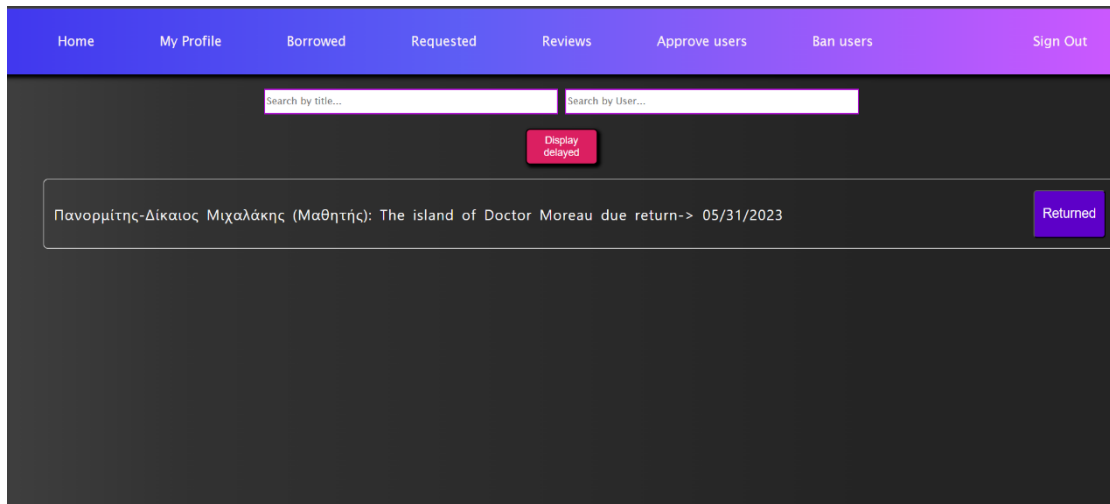 Home My Profile Borrowed Requested Reviews Approve users Ban users Sign Out
Search by title... Search by User...
Display
delayed
Πανορμίτης-Δίκαιος Μιχαλάκης (Μαθητής): The island of Doctor Moreau due return-> 05/31/2023 Returned